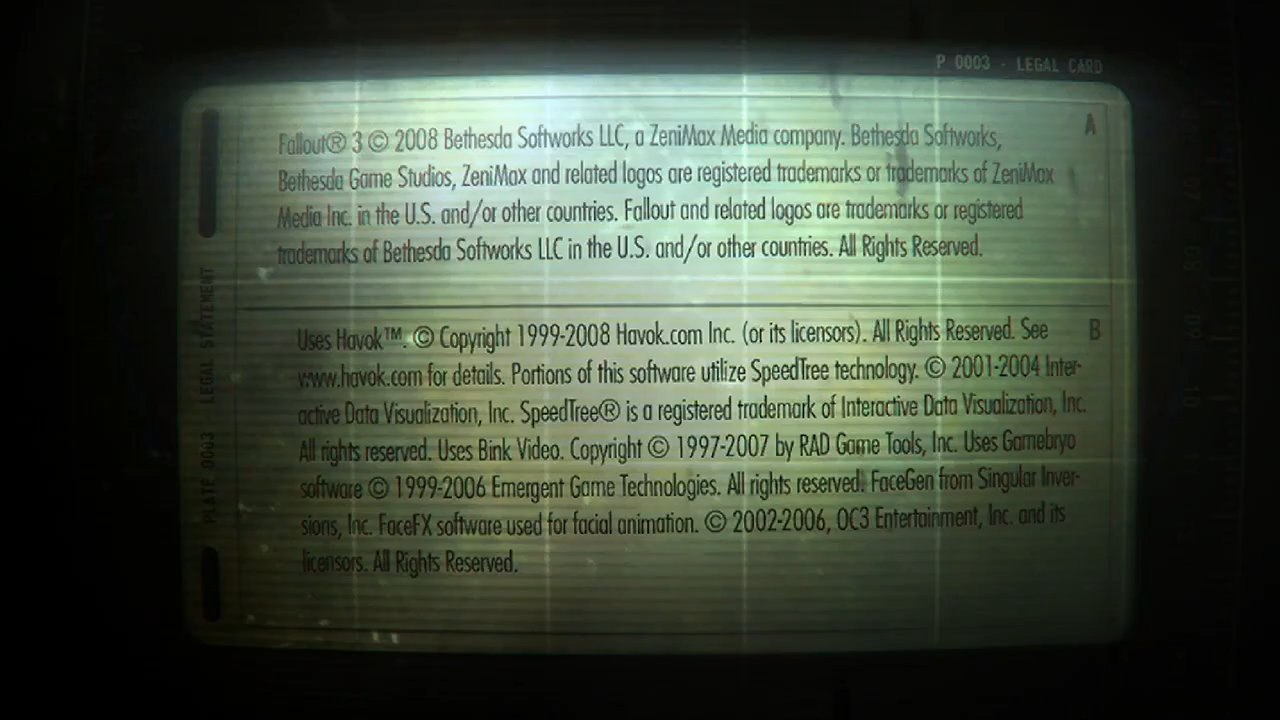 P 0003 - LEGAL CARD
A
Fallout® 3 © 2008 Bethesda Softworks LLC, a ZeniMax Media company. Bethesda Softworks,
Bethesda Game Studios, ZeniMax and related logos are registered trademarks or trademarks of ZeniMax
Media Inc. in the U.S. and/or other countries. Fallout and related logos are trademarks or registered
trademarks of Bethesda Softworks LLC in the U.S. and/or other countries. All Rights Reserved.
B
Uses Havok™. © Copyright 1999-2008 Havok.com Inc. (or its licensors). All Rights Reserved. See
www.havok.com for details. Portions of this software utilize SpeedTree technology. © 2001-2004 Inter-
active Data Visualization, Inc. SpeedTree® is a registered trademark of Interactive Data Visualization, Inc.
All rights reserved. Uses Bink Video. Copyright © 1997-2007 by RAD Game Tools, Inc. Uses Gamebryo
software © 1999-2006 Emergent Game Technologies. All rights reserved. FaceGen from Singular Inver-
sions, Inc. FaceFX software used for facial animation. © 2002-2006, OC3 Entertainment, Inc. and its
licensors. All Rights Reserved.
PLATE 0003 - LEGAL STATEMENT